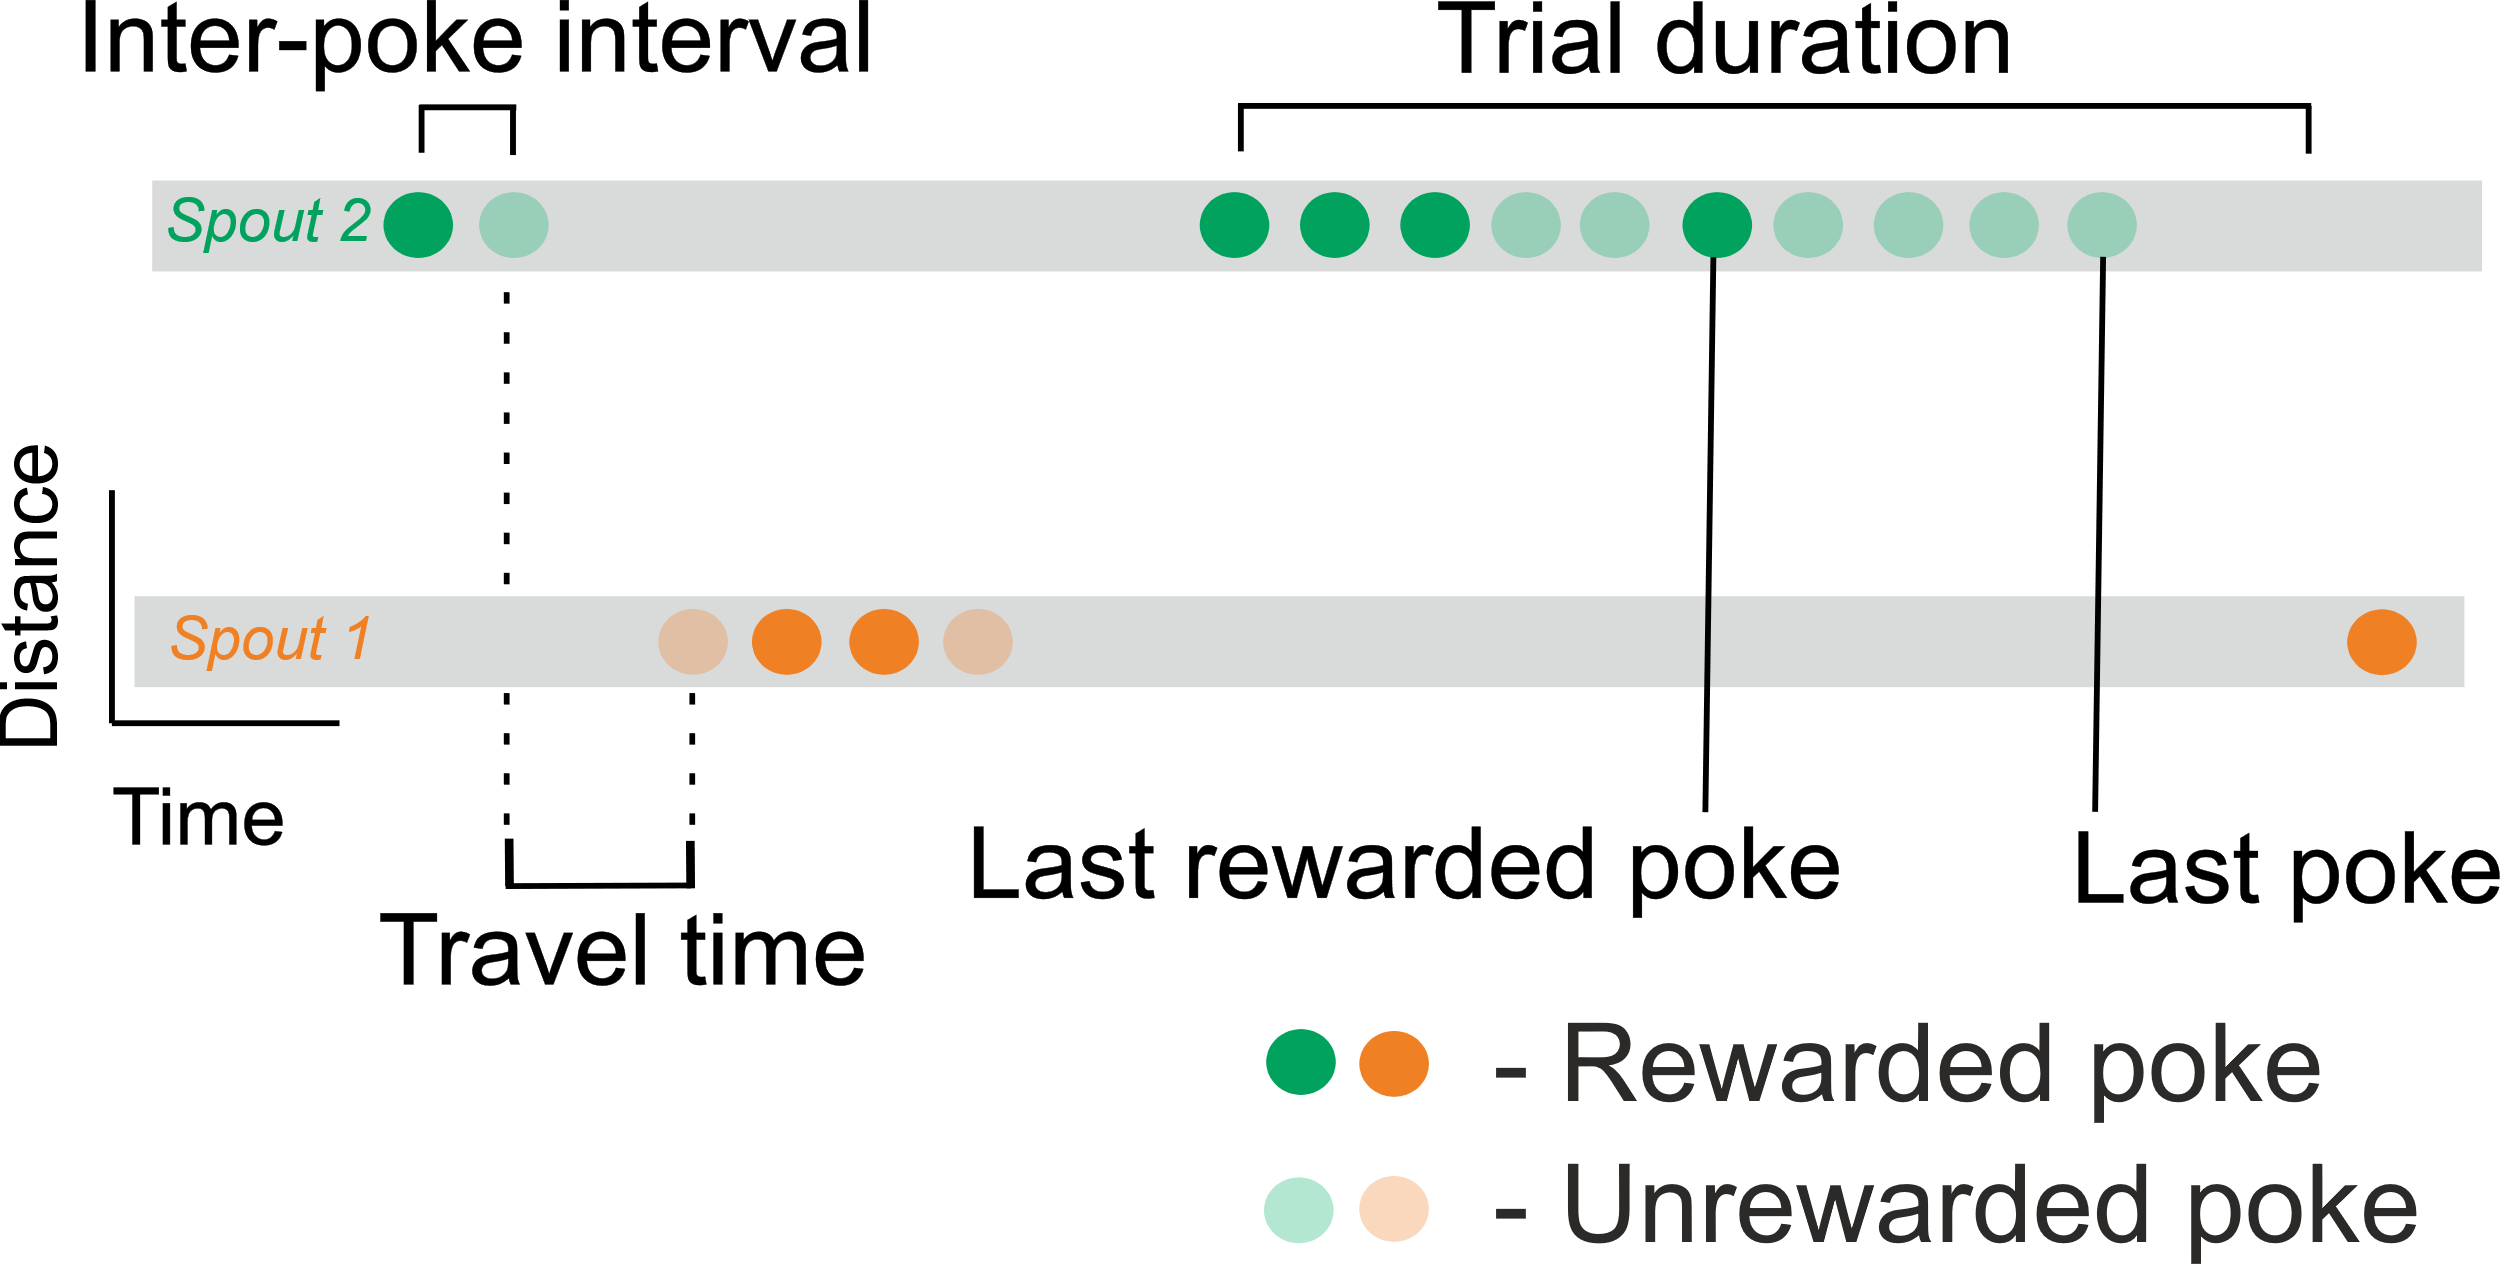 Inter-poke interval
Trial duration
Spout 2
Distance
Spout 1
Time
Last rewarded poke
Last poke
Travel time
- Rewarded poke
- Unrewarded poke